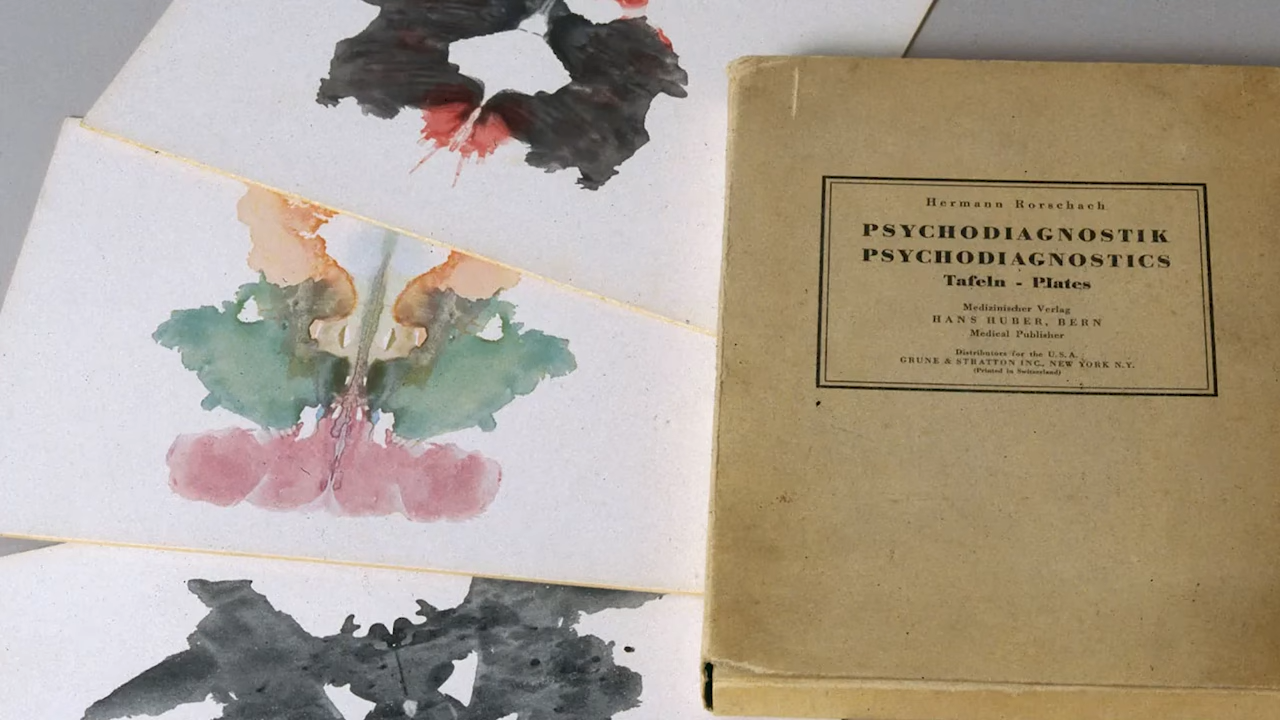 Hermann Rorschach
PSYCHODIAGNOSTIK
PSYCHODIAGNOSTICS
Tafeln - Plates
Medizinischer Verlag
HANS HUBER, BERN
Medical Publisher
Distributors for the U.S.A.
GRUNE & STRATTON INC., NEW YORK N.Y.
(Printed in Switzerland)